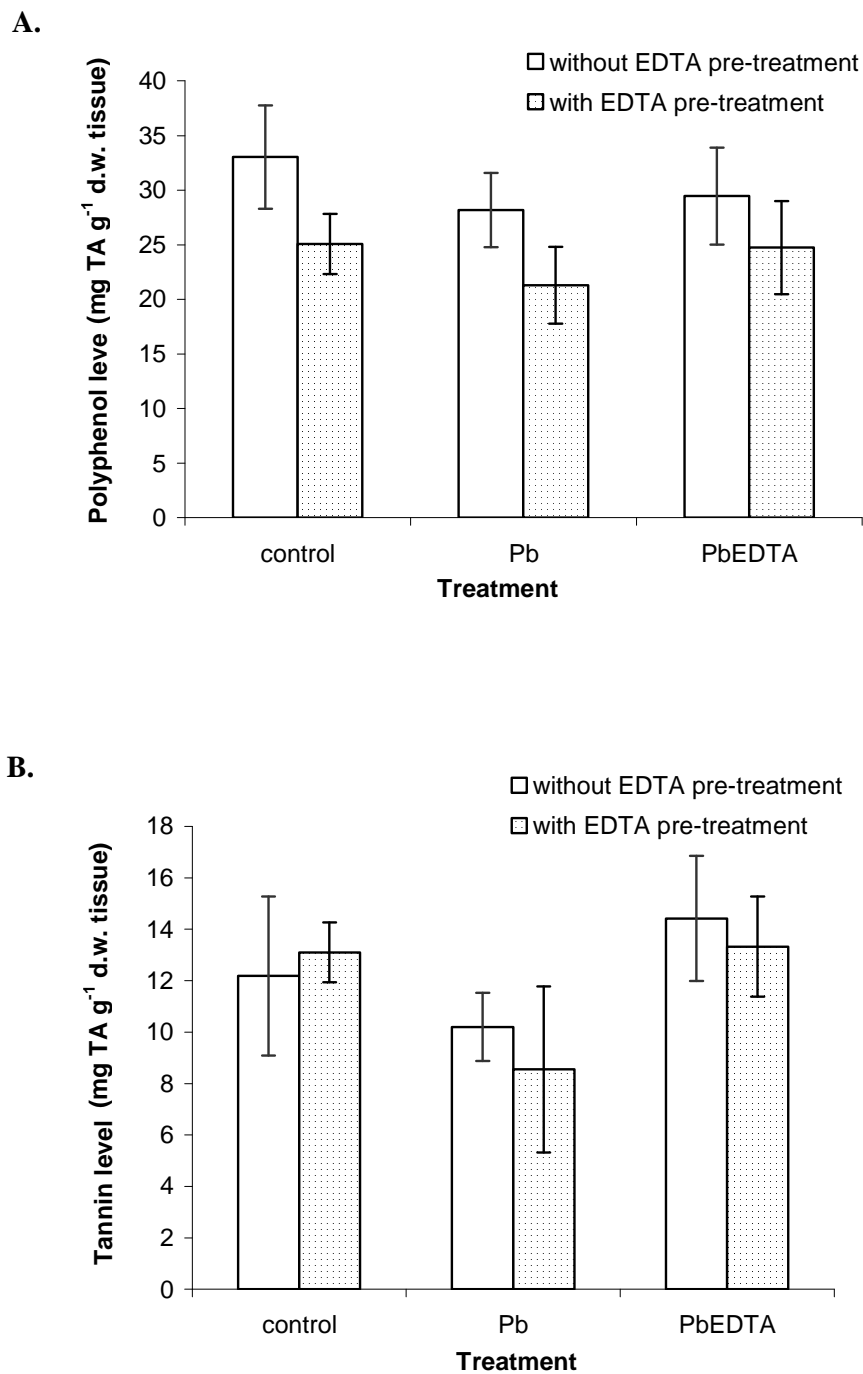 A.
without EDTA pre-treatment
with EDTA pre-treatment
Polyphenol leve (mg TA g⁻¹ d.w. tissue)
40
35
30
25
20
15
10
5
0
control Pb PbEDTA
Treatment
B.
without EDTA pre-treatment
with EDTA pre-treatment
Tannin level (mg TA g⁻¹ d.w. tissue)
18
16
14
12
10
8
6
4
2
0
control Pb PbEDTA
Treatment